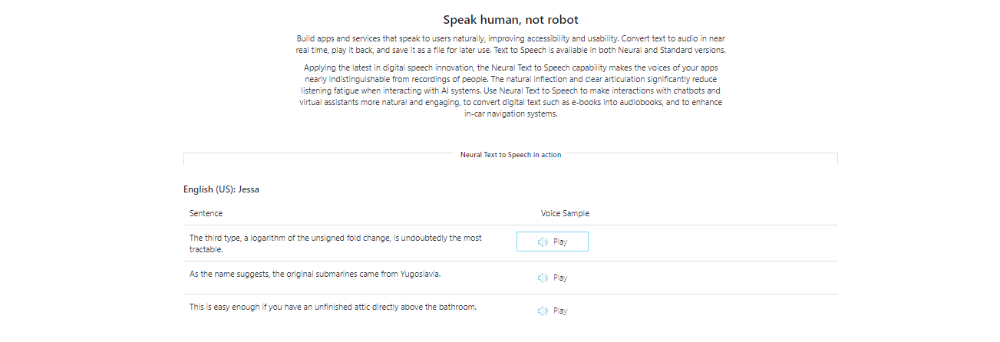 Speak human, not robot
Build apps and services that speak to users naturally, improving accessibility and usability. Convert text to audio in near
real time, play it back, and save it as a file for later use. Text to Speech is available in both Neural and Standard versions.
Applying the latest in digital speech innovation, the Neural Text to Speech capability makes the voices of your apps
nearly indistinguishable from recordings of people. The natural inflection and clear articulation significantly reduce
listening fatigue when interacting with AI systems. Use Neural Text to Speech to make interactions with chatbots and
virtual assistants more natural and engaging, to convert digital text such as e-books into audiobooks, and to enhance
in-car navigation systems.
Neural Text to Speech in action
English (US): Jessa
Sentence Voice Sample
The third type, a logarithm of the unsigned fold change, is undoubtedly the most
tractable.
Play
As the name suggests, the original submarines came from Yugoslavia.
Play
This is easy enough if you have an unfinished attic directly above the bathroom.
Play